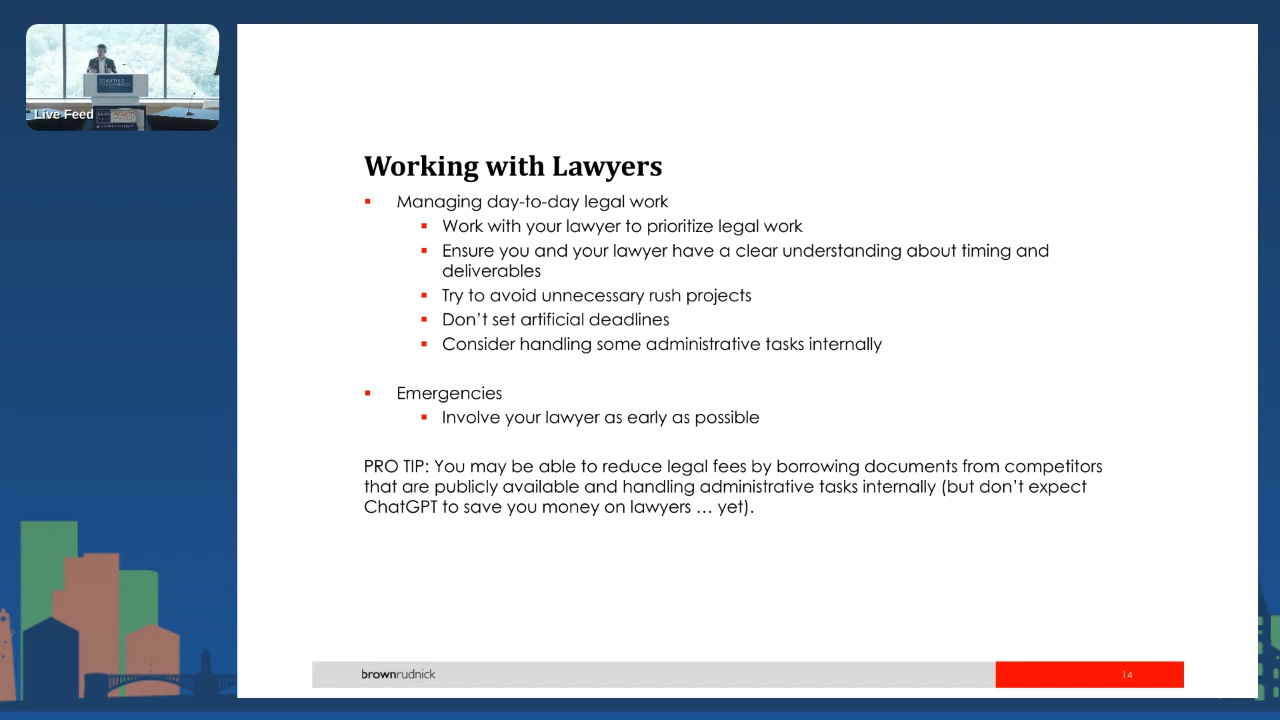 Live Feed
Working with Lawyers
Managing day-to-day legal work
Work with your lawyer to prioritize legal work
Ensure you and your lawyer have a clear understanding about timing and
deliverables
Try to avoid unnecessary rush projects
Don't set artificial deadlines
Consider handling some administrative tasks internally
Emergencies
Involve your lawyer as early as possible
PRO TIP: You may be able to reduce legal fees by borrowing documents from competitors
that are publicly available and handling administrative tasks internally (but don't expect
ChatGPT to save you money on lawyers … yet).
brownrudnick
14